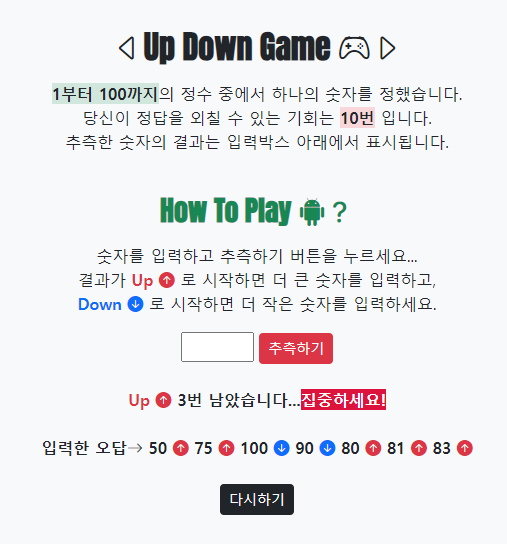 Up Down Game
1부터 100까지의 정수 중에서 하나의 숫자를 정했습니다.
당신이 정답을 외칠 수 있는 기회는 10번 입니다.
추측한 숫자의 결과는 입력박스 아래에서 표시됩니다.
How To Play ?
숫자를 입력하고 추측하기 버튼을 누르세요...
결과가 Up 로 시작하면 더 큰 숫자를 입력하고,
Down 로 시작하면 더 작은 숫자를 입력하세요.
추측하기
Up 3번 남았습니다...집중하세요!
입력한 오답→ 50 ↑ 75 ↑ 100 ↓ 90 ↓ 80 ↑ 81 ↑ 83 ↑
다시하기